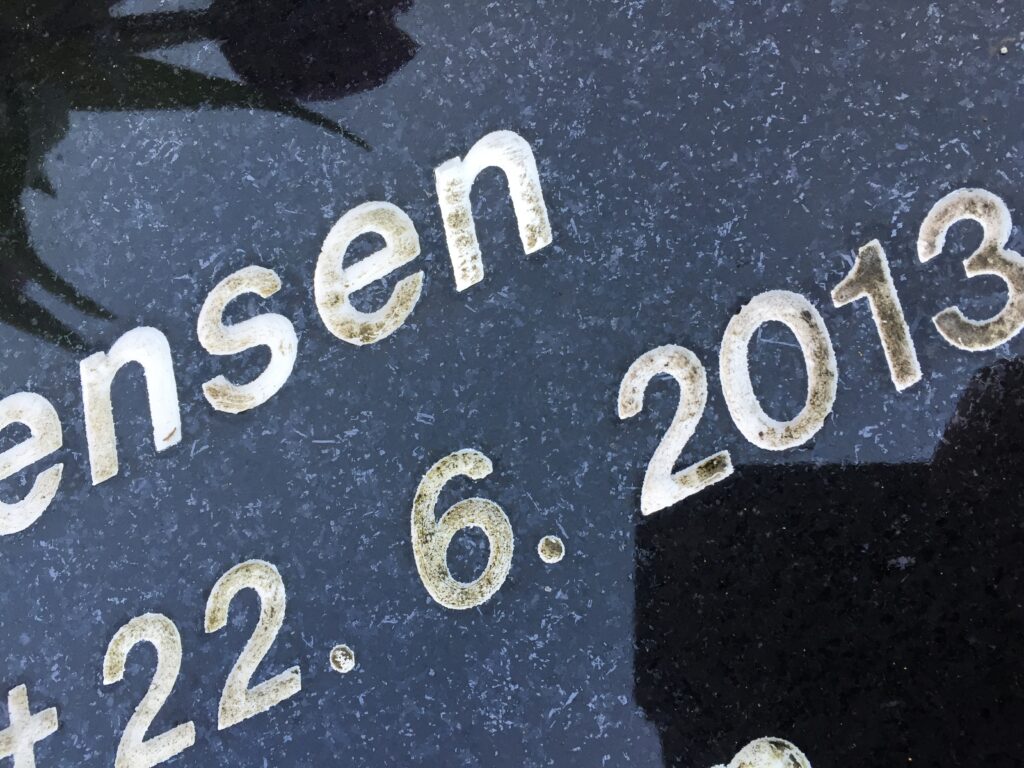 ensen
† 22. 6. 2013